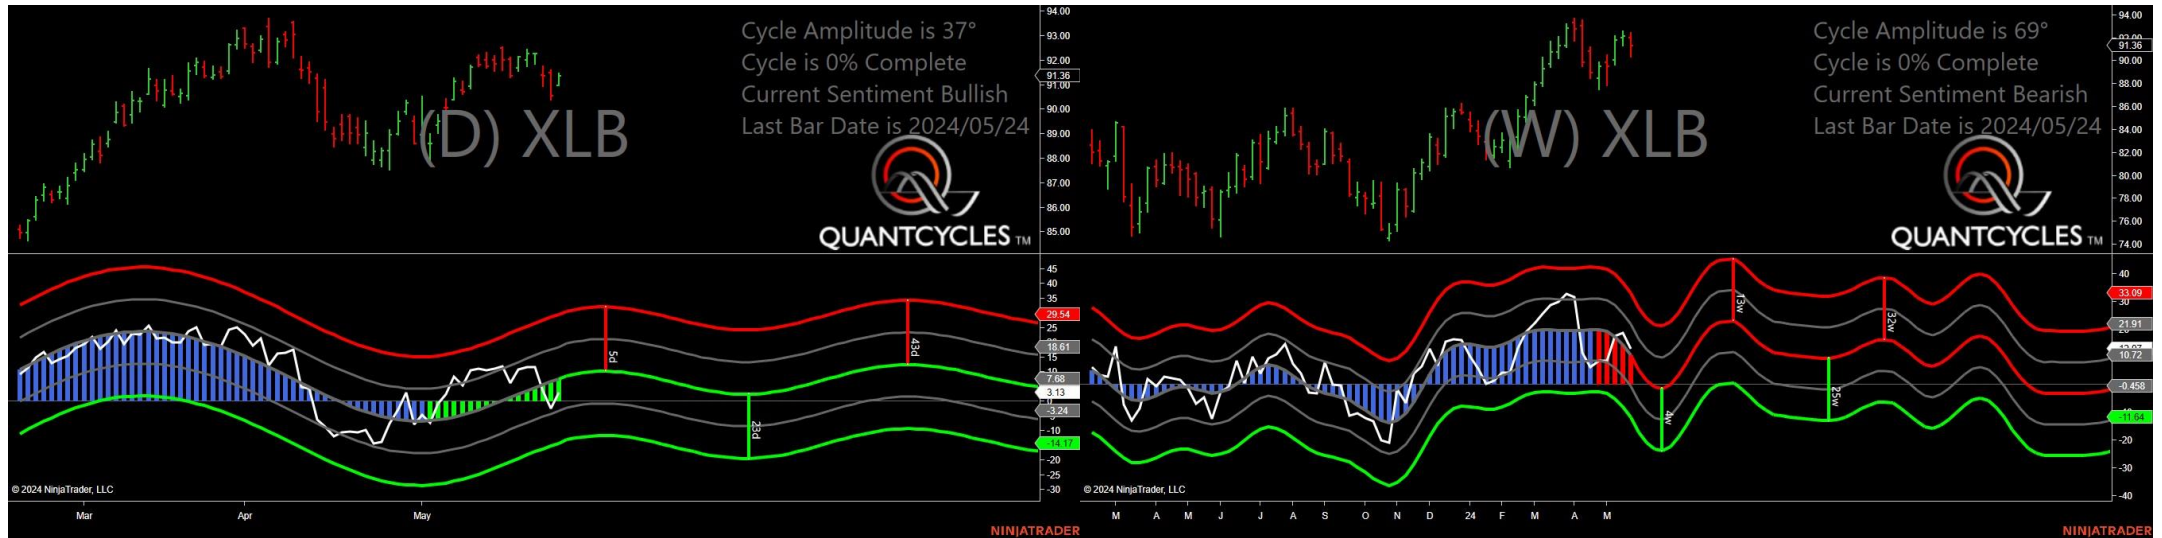 Cycle Amplitude is 37°
Cycle is 0% Complete
Current Sentiment Bullish
Last Bar Date is 2024/05/24
(D) XLB
QUANTCYCLES TM
94.00
93.00
92.00
91.36
91.00
90.00
89.00
88.00
87.00
86.00
85.00
45
40
35
29.54
25
18.61
15
10
7.68
3.13
-3.24
-10
-14.17
-20
-25
-30
5d
23d
43d
© 2024 NinjaTrader, LLC
Mar Apr May
NINJATRADER
Cycle Amplitude is 69°
Cycle is 0% Complete
Current Sentiment Bearish
Last Bar Date is 2024/05/24
(W) XLB
QUANTCYCLES TM
94.00
92.00
91.36
90.00
88.00
86.00
84.00
82.00
80.00
78.00
76.00
74.00
40
33.09
30
21.91
10.72
-0.458
-11.64
-20
-30
-40
4w
13w
25w
32w
© 2024 NinjaTrader, LLC
M A M J J A S O N D 24 F M A M
NINJATRADER